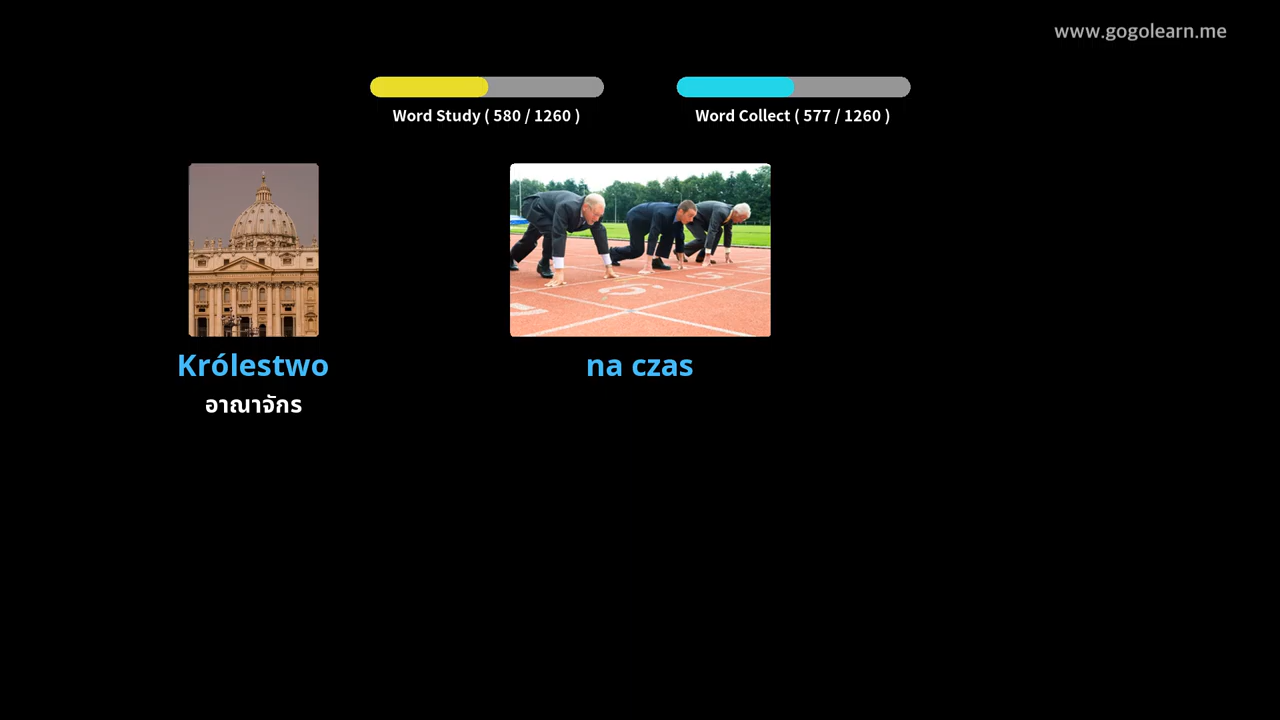 www.gogolearn.me
Word Study ( 580 / 1260 )
Word Collect ( 577 / 1260 )
Królestwo
อาณาจักร
na czas